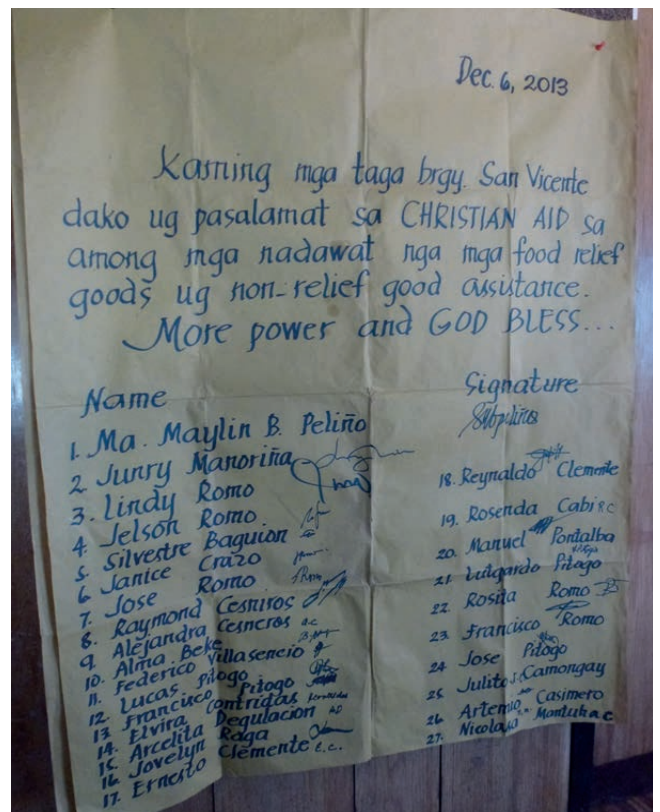 Dec. 6, 2013
Kaming mga taga brgy. San Vicente
dako ug pasalamat sa CHRISTIAN AID sa
among mga nadawat nga mga food relief
goods ug non-relief good assistance.
More power and GOD BLESS...
Name
Signature
1. Ma. Maylin B. Peliño
2. Junry Manoriña
3. Lindy Romo
4. Jelson Romo
5. Silvestre Baguion
6. Janice Crazo
7. Jose Romo
8. Raymond Cesniros
9. Alejandra Cesneros
10. Alma Beke
11. Federico Villasencio
12. Lucas Pitogo
13. Francisco Pitogo
14. Elvira Contridas
15. Arcelita Degulacion
16. Jovelyn Raga
17. Ernesto Clemente
18. Reynaldo Clemente
19. Rosenda Cabi
20. Manuel Pontalba
21. Lutgardo Pitogo
22. Rosita Romo
23. Francisco Romo
24 Jose Pitogo
25 Julito Camongay
26 Artemio Casimero
27. Nicolasa